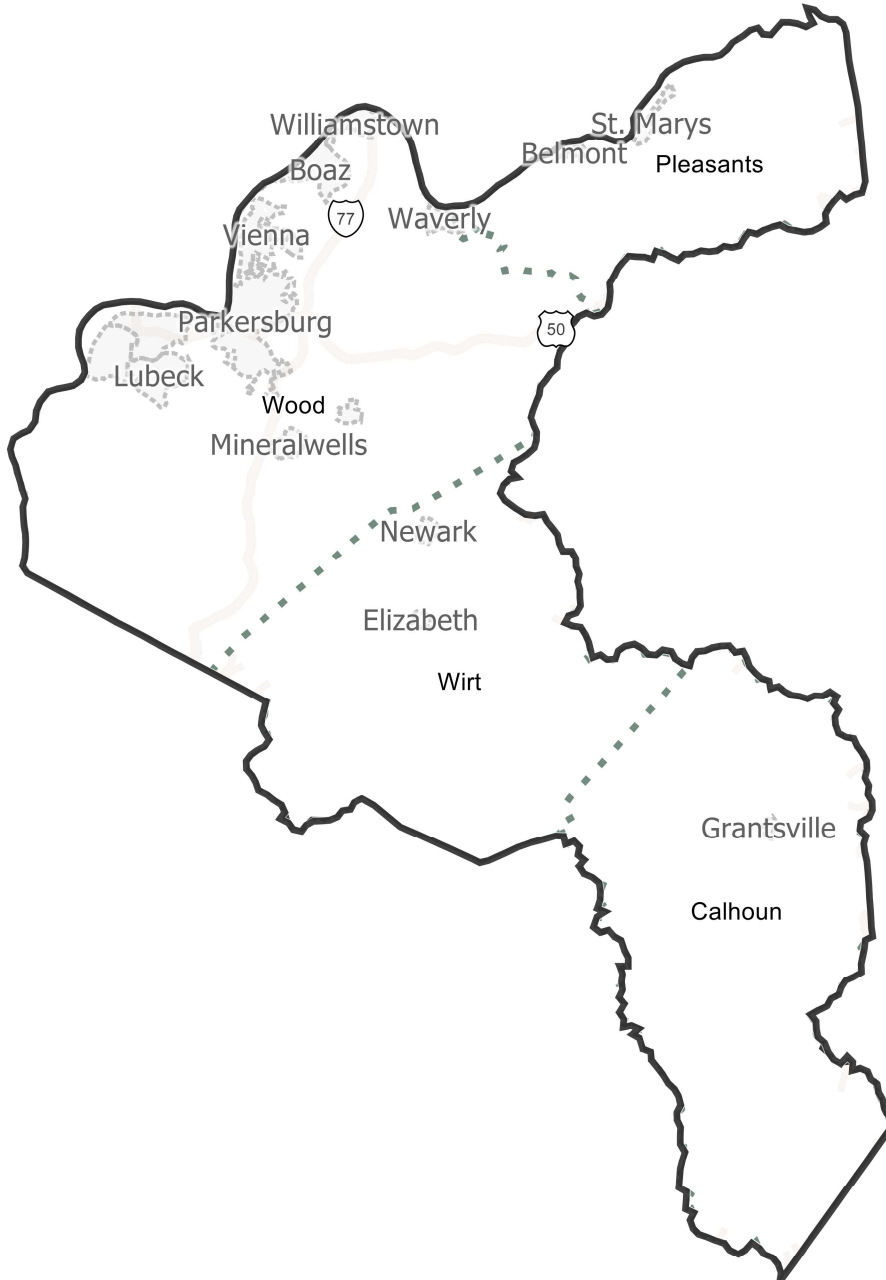 Williamstown
St. Marys
Belmont
Pleasants
Boaz
77
Waverly
Vienna
Parkersburg
50
Lubeck
Wood
Mineralwells
Newark
Elizabeth
Wirt
Grantsville
Calhoun